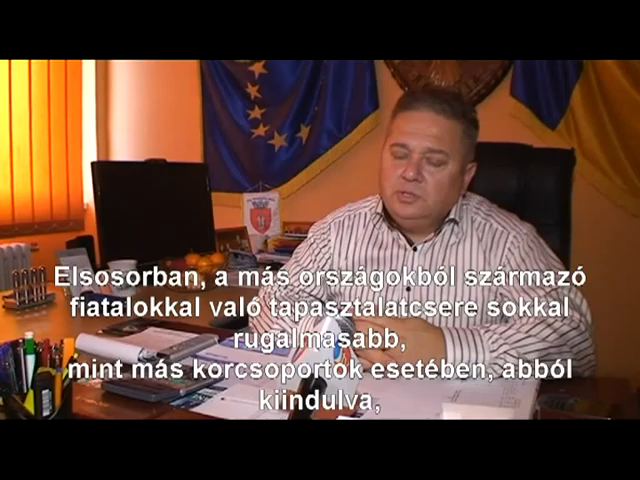 Elsosorban, a más országokból származó
fiatalokkal való tapasztalatcsere sokkal
rugalmasabb,
mint más korcsoportok esetében, abból
kiindulva,